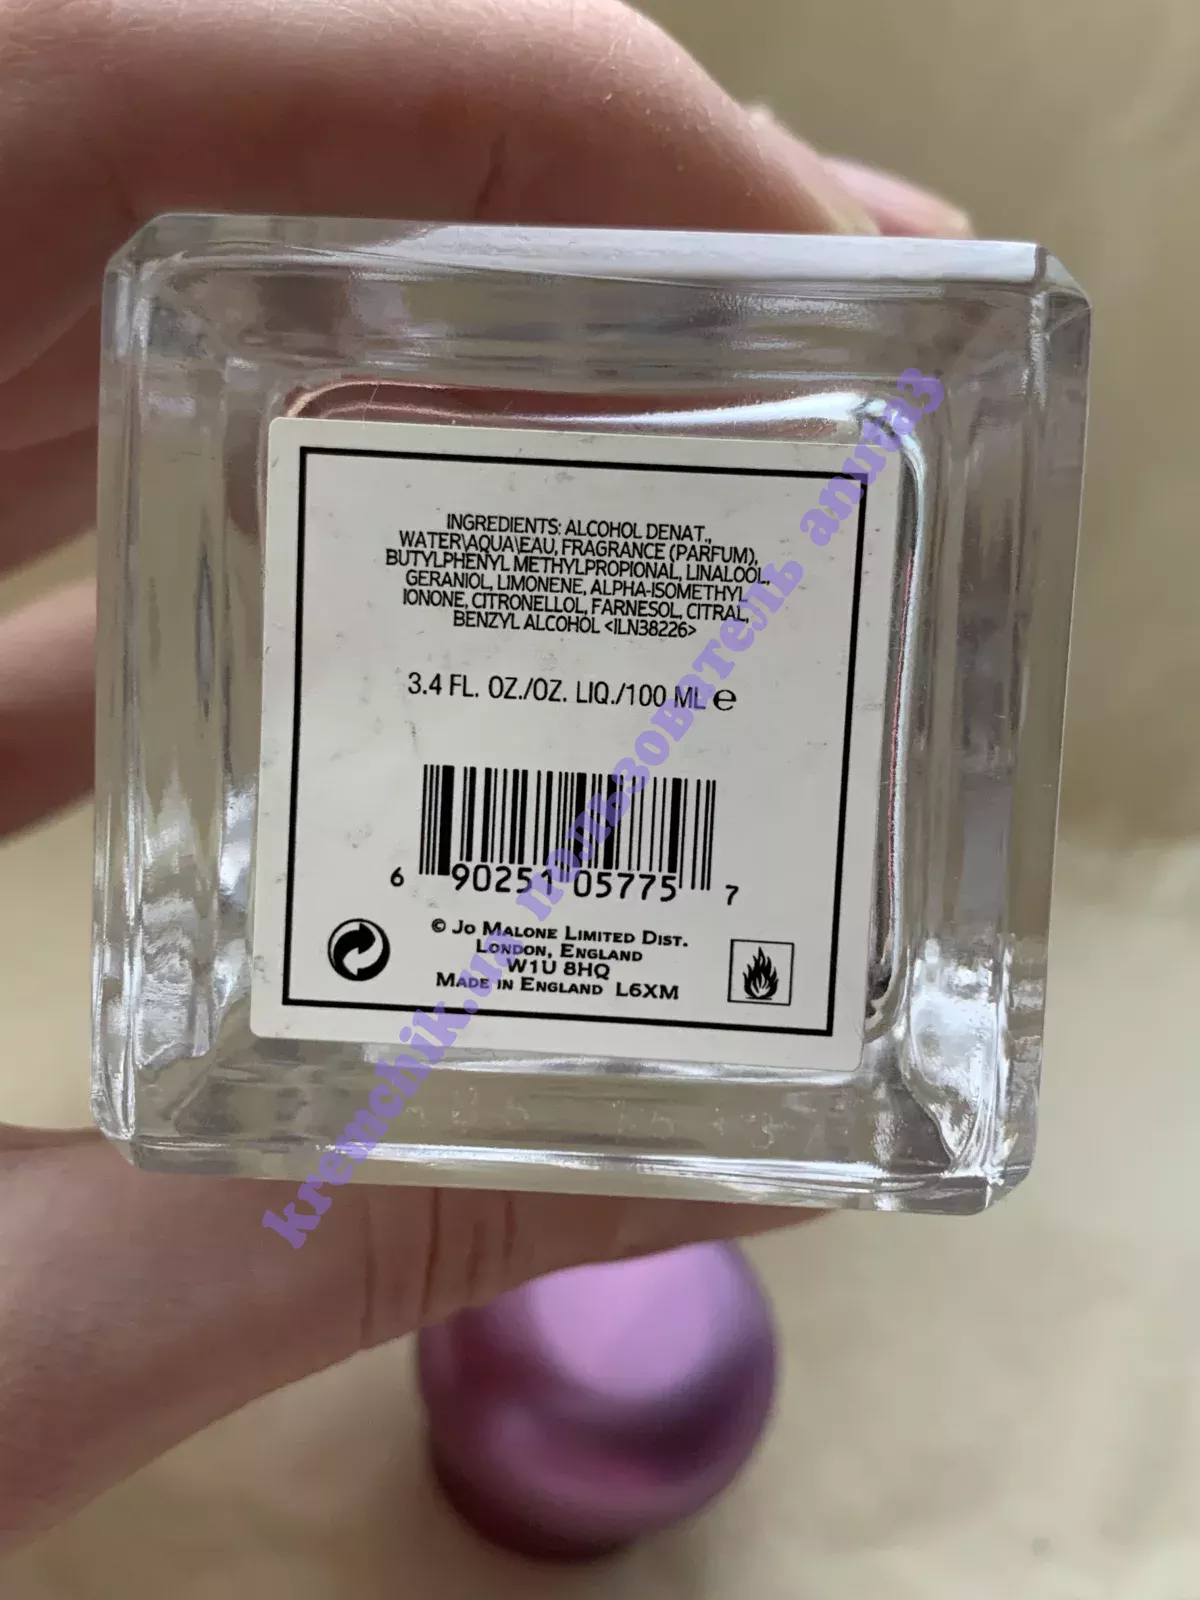 INGREDIENTS: ALCOHOL DENAT.,
WATER\AQUA\EAU, FRAGRANCE (PARFUM),
BUTYLPHENYL METHYLPROPIONAL, LINALOOL,
GERANIOL, LIMONENE, ALPHA-ISOMETHYL
IONONE, CITRONELLOL, FARNESOL, CITRAL,
BENZYL ALCOHOL <ILN38226>
3.4 FL. OZ./OZ. LIQ./100 ML ℮
6 90251 05775 7
© JO MALONE LIMITED DIST.
LONDON, ENGLAND
W1U 8HQ
MADE IN ENGLAND L6XM
kremchik.ua пользователь anuta3